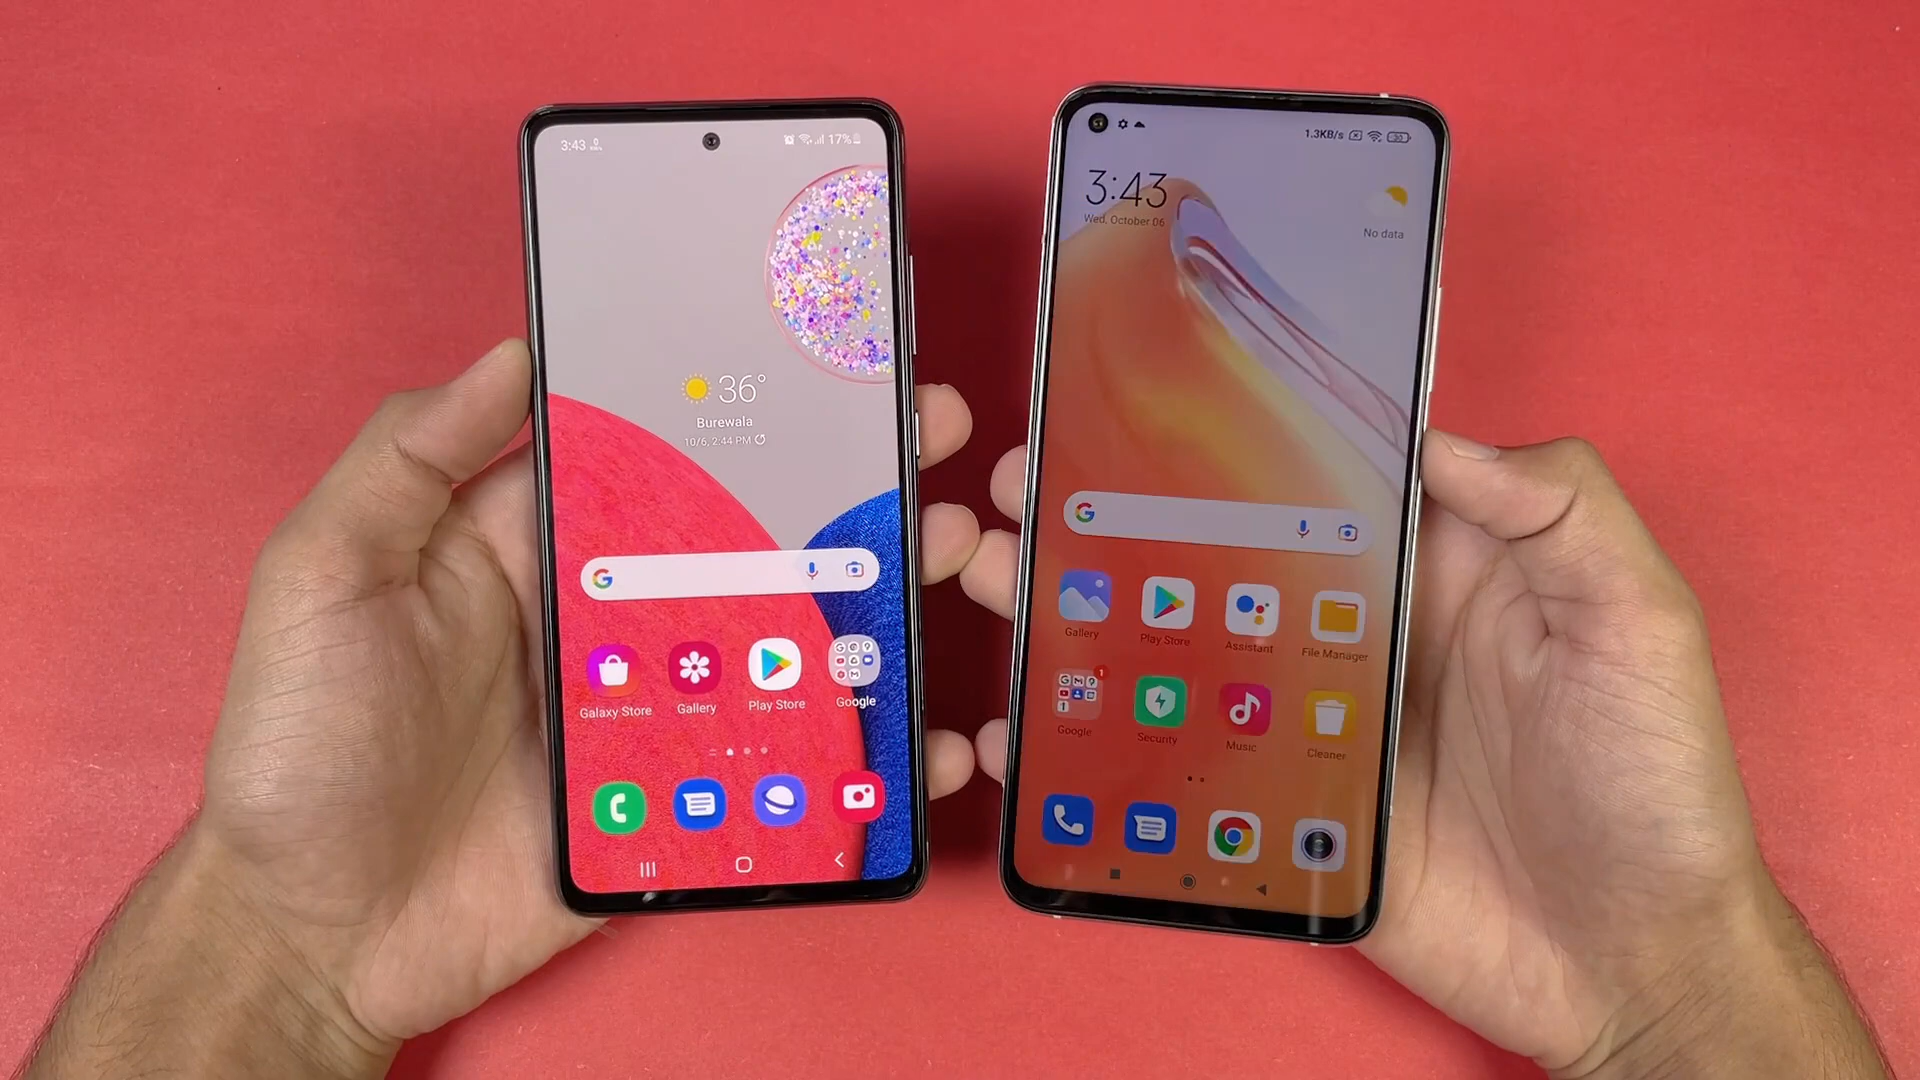 3:43
17%
36°
Burewala
10/6, 2:44 PM
Galaxy Store
Gallery
Play Store
Google
1.3KB/s
3:43
Wed, October 06
No data
Gallery
Play Store
Assistant
File Manager
1
Google
Security
Music
Cleaner